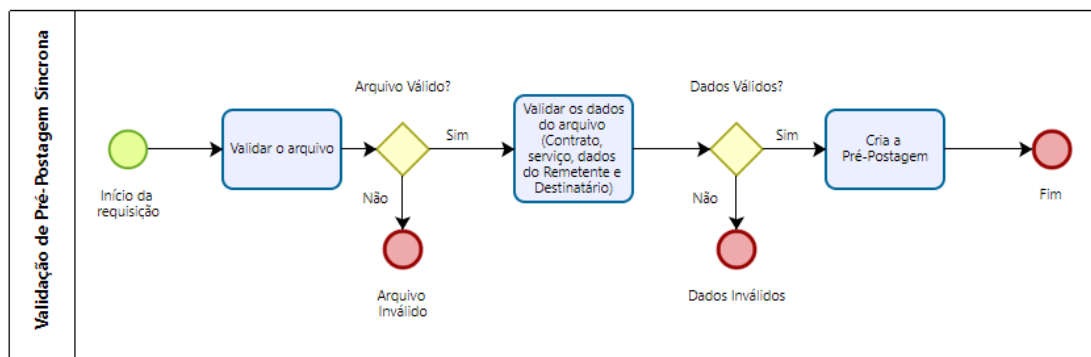 Validação de Pré-Postagem Síncrona
Início da
requisição
Validar o arquivo
Arquivo Válido?
Sim
Não
Arquivo
Inválido
Validar os dados
do arquivo
(Contrato,
serviço, dados
do Remetente e
Destinatário)
Dados Válidos?
Sim
Não
Dados Inválidos
Cria a
Pré-Postagem
Fim